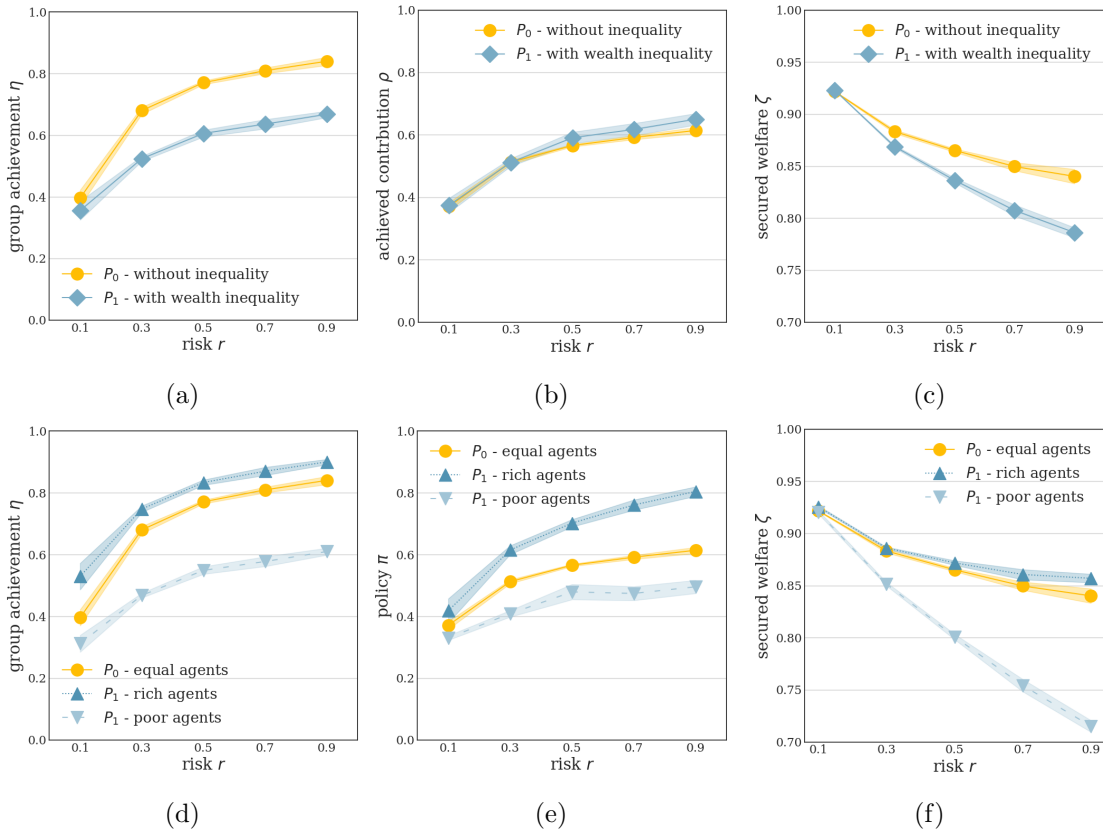 group achievement η
1.0
0.8
0.6
0.4
0.2
0.0
P0 - without inequality
P1 - with wealth inequality
0.1 0.3 0.5 0.7 0.9
risk r
(a)
achieved contribution ρ
1.0
0.8
0.6
0.4
0.2
0.0
P0 - without inequality
P1 - with wealth inequality
0.1 0.3 0.5 0.7 0.9
risk r
(b)
secured welfare ζ
1.00
0.95
0.90
0.85
0.80
0.75
0.70
P0 - without inequality
P1 - with wealth inequality
0.1 0.3 0.5 0.7 0.9
risk r
(c)
group achievement η
1.0
0.8
0.6
0.4
0.2
0.0
P0 - equal agents
P1 - rich agents
P1 - poor agents
0.1 0.3 0.5 0.7 0.9
risk r
(d)
policy π
1.0
0.8
0.6
0.4
0.2
0.0
P0 - equal agents
P1 - rich agents
P1 - poor agents
0.1 0.3 0.5 0.7 0.9
risk r
(e)
secured welfare ζ
1.00
0.95
0.90
0.85
0.80
0.75
0.70
P0 - equal agents
P1 - rich agents
P1 - poor agents
0.1 0.3 0.5 0.7 0.9
risk r
(f)